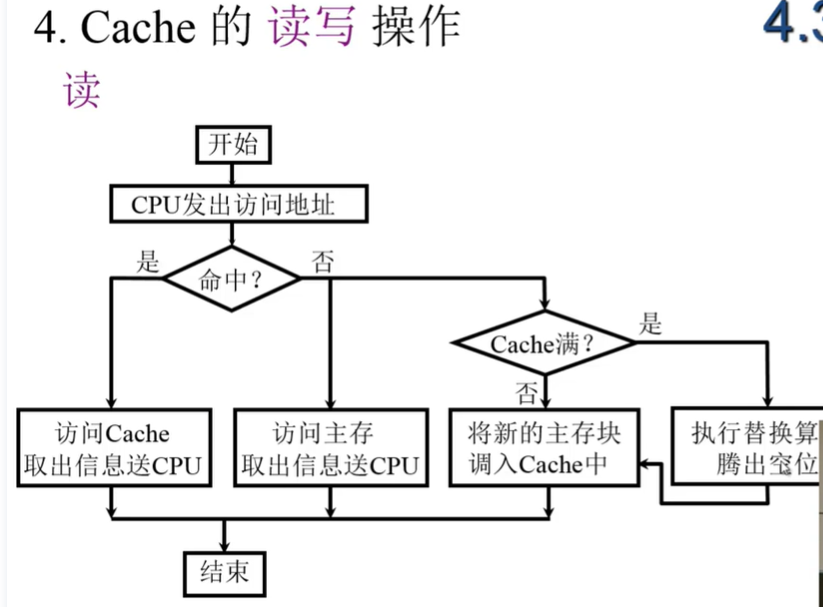 4. Cache 的 读写 操作
4.3
读
开始
CPU发出访问地址
是
命中？
否
Cache满？
是
否
访问Cache
取出信息送CPU
访问主存
取出信息送CPU
将新的主存块
调入Cache中
执行替换算
腾出空位
结束